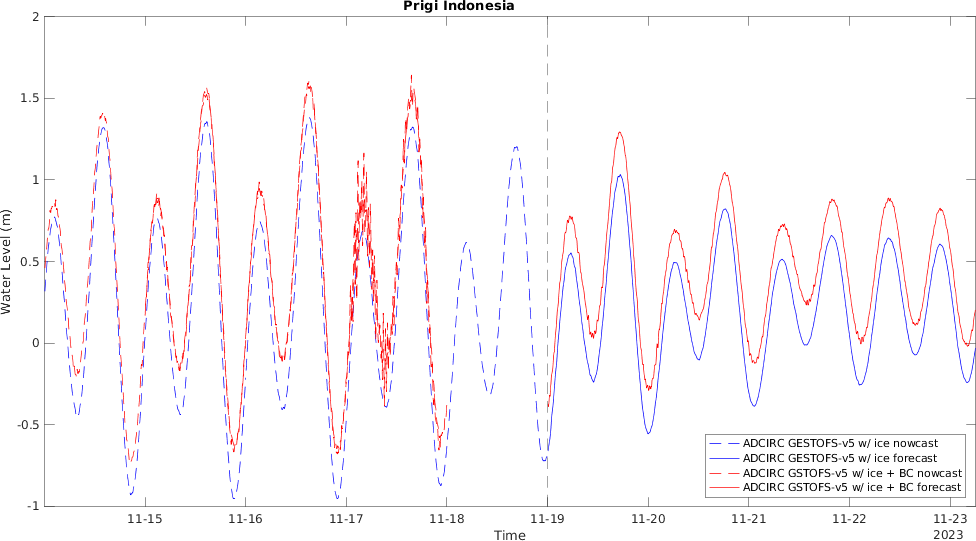 Prigi Indonesia
2
1.5
1
0.5
0
-0.5
-1
Water Level (m)
11-15
11-16
11-17
11-18
11-19
11-20
11-21
11-22
11-23
2023
Time
ADCIRC GESTOFS-v5 w/ ice nowcast
ADCIRC GESTOFS-v5 w/ ice forecast
ADCIRC GSTOFS-v5 w/ ice + BC nowcast
ADCIRC GSTOFS-v5 w/ ice + BC forecast